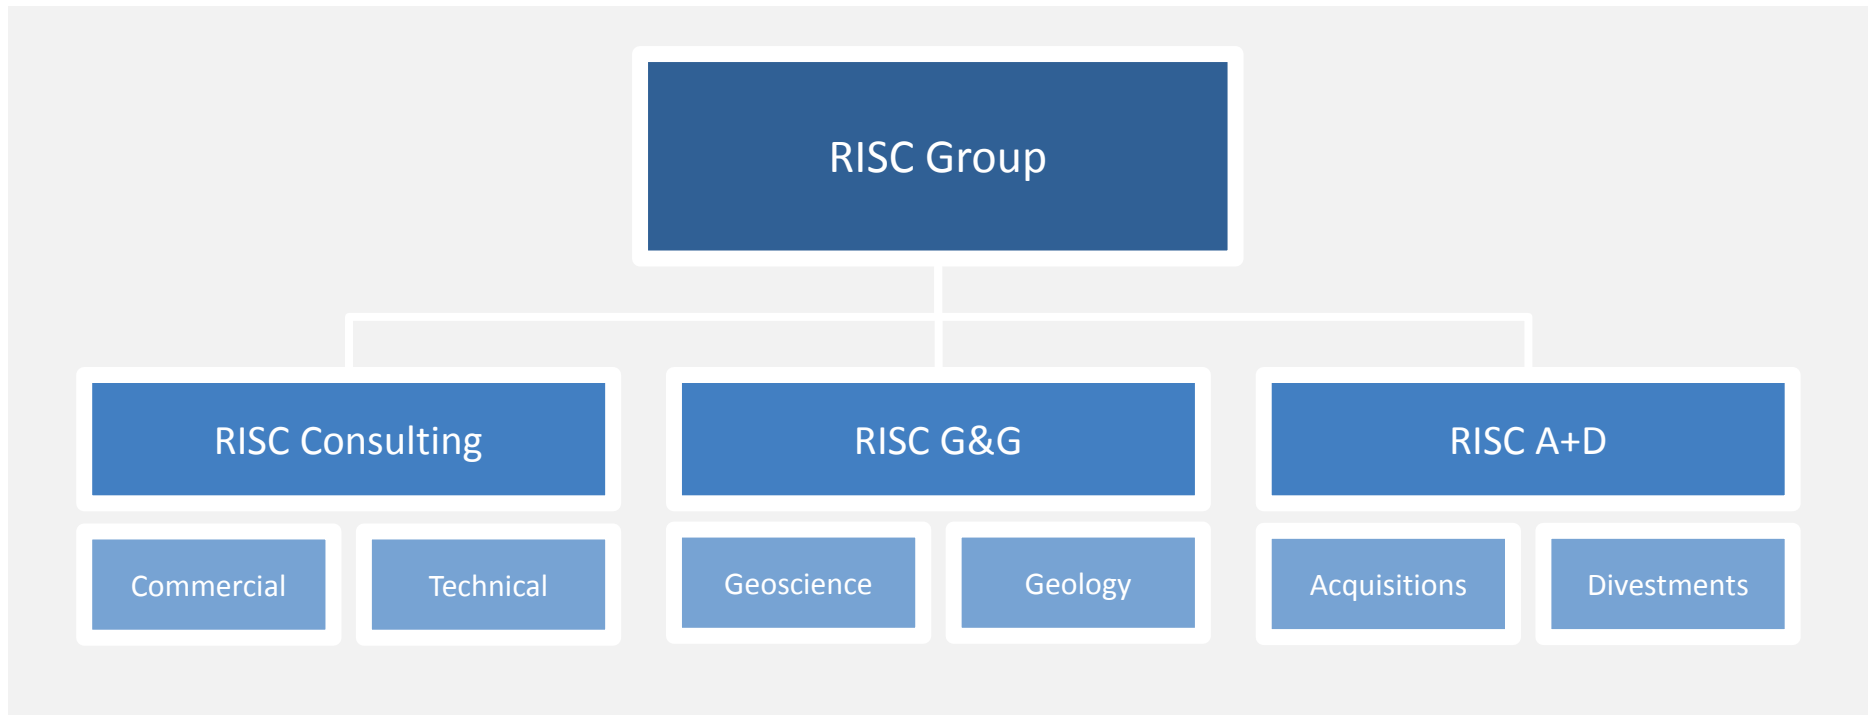 RISC Group
RISC Consulting
RISC G&G
RISC A+D
Commercial
Technical
Geoscience
Geology
Acquisitions
Divestments